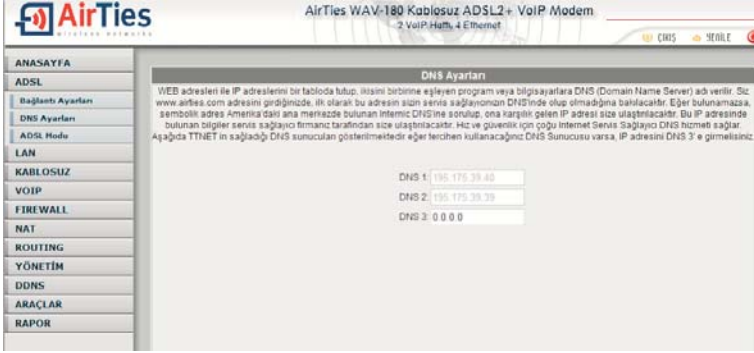 AirTies
wireless networks
AirTies WAV-180 Kablosuz ADSL2+ VoIP Modem
2 VoIP Hattı, 4 Ethernet
ÇIKIŞ YENİLE
ANASAYFA
ADSL
Bağlantı Ayarları
DNS Ayarları
ADSL Modu
LAN
KABLOSUZ
VOIP
FIREWALL
NAT
ROUTING
YÖNETİM
DDNS
ARAÇLAR
RAPOR
DNS Ayarları
WEB adresleri ile IP adreslerini bir tabloda tutup, ikisini birbirine eşleyen program veya bilgisayarlara DNS (Domain Name Server) adı verilir. Siz
www.airties.com adresini girdiğinizde, ilk olarak bu adresin sizin servis sağlayıcınızın DNS'inde olup olmadığına bakılacaktır. Eğer bulunamazsa,
sembolik adres Amerika'daki ana merkezde bulunan Internic DNS'ine sorulup, ona karşılık gelen IP adresi size ulaştırılacaktır. Bu IP adresinde
bulunan bilgiler servis sağlayıcı firmanız tarafından size ulaştırılacaktır. Hız ve güvenlik için çoğu Internet Servis Sağlayıcı DNS hizmeti sağlar.
Aşağıda TTNET in sağladığı DNS sunucuları gösterilmektedir eğer tercihen kullanacağınız DNS Sunucusu varsa, IP adresini DNS 3' e girmelisiniz.
DNS 1: 195.175.39.40
DNS 2: 195.175.39.39
DNS 3: 0.0.0.0